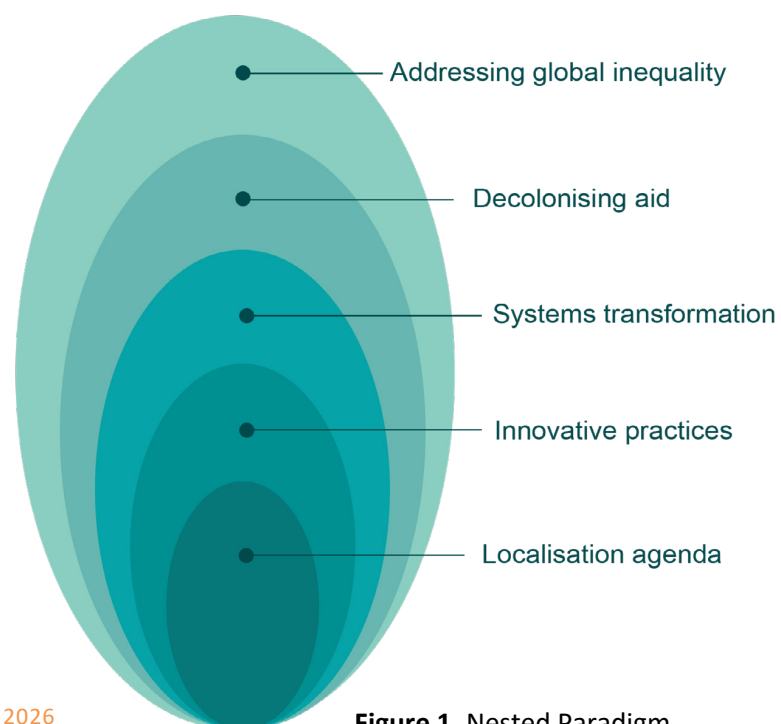 Addressing global inequality
Decolonising aid
Systems transformation
Innovative practices
Localisation agenda
2026
Figure 1. Nested Paradigm